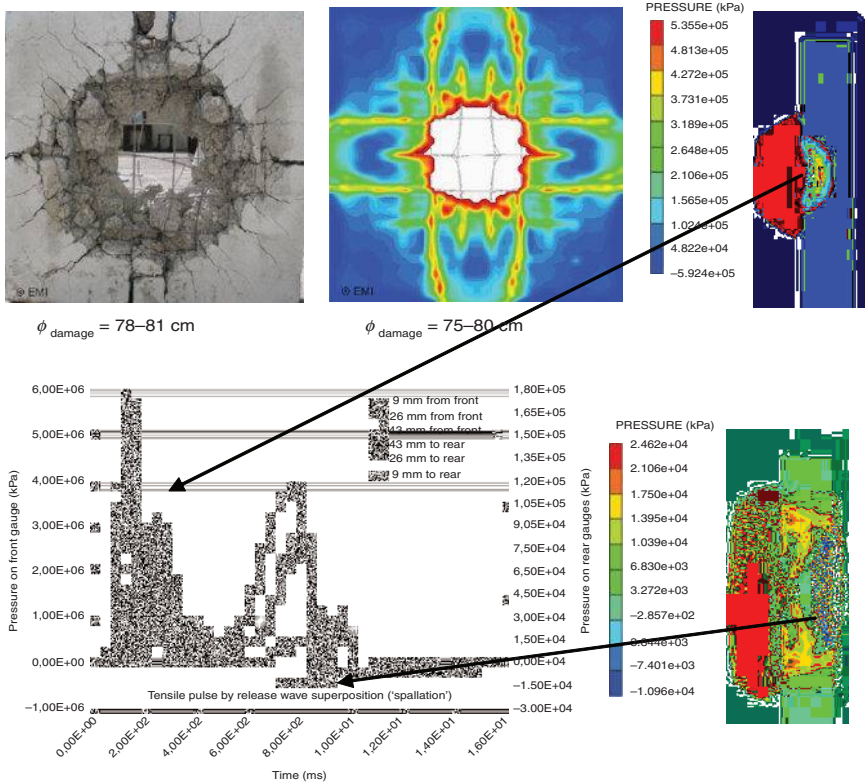 PRESSURE (kPa)
5.355e+05
4.813e+05
4.272e+05
3.731e+05
3.189e+05
2.648e+05
2.106e+05
1.565e+05
1.024e+05
4.822e+04
−5.924e+05
⊙ EMI
⊙ EMI
ϕ damage = 78–81 cm
ϕ damage = 75–80 cm
6,00E+06
5,00E+06
4,00E+06
3,00E+06
2,00E+06
1,00E+06
0,00E+00
−1,00E+06
Pressure on front gauge (kPa)
9 mm from front
26 mm from front
43 mm from front
43 mm to rear
26 mm to rear
9 mm to rear
1,80E+05
1,65E+05
1,50E+05
1,35E+05
1,20E+05
1,05E+05
9,05E+04
7,50E+04
6,00E+04
4,50E+04
3,00E+04
1,50E+04
0,00E+04
−1.50E+04
−3.00E+04
Pressure on rear gauges (kPa)
Tensile pulse by release wave superposition ('spallation')
0,00E+00
2,00E+02
4,00E+02
6,00E+02
8,00E+02
1,00E+01
1,20E+01
1,40E+01
1,60E+01
Time (ms)
PRESSURE (kPa)
2.462e+04
2.106e+04
1.750e+04
1.395e+04
1.039e+04
6.830e+03
3.272e+03
−2.857e+02
−7.401e+03
−1.096e+04